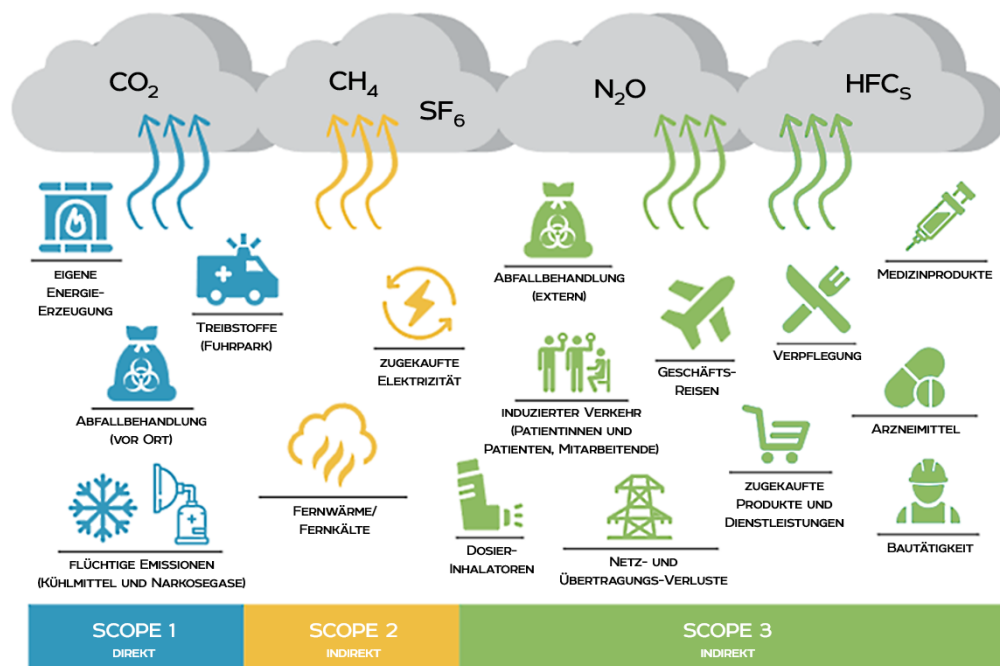 CO₂
CH₄
SF₆
N₂O
HFCs
EIGENE
ENERGIE-
ERZEUGUNG
TREIBSTOFFE
(FUHRPARK)
ABFALLBEHANDLUNG
(VOR ORT)
FLÜCHTIGE EMISSIONEN
(KÜHLMITTEL UND NARKOSEGASE)
ZUGEKAUFTE
ELEKTRIZITÄT
FERNWÄRME/
FERNKÄLTE
ABFALLBEHANDLUNG
(EXTERN)
GESCHÄFTS-
REISEN
VERPFLEGUNG
MEDIZINPRODUKTE
INDUZIERTER VERKEHR
(PATIENTINNEN UND
PATIENTEN, MITARBEITENDE)
ARZNEIMITTEL
ZUGEKAUFTE
PRODUKTE UND
DIENSTLEISTUNGEN
DOSIER-
INHALATOREN
NETZ- UND
ÜBERTRAGUNGS-VERLUSTE
BAUTÄTIGKEIT
SCOPE 1
DIREKT
SCOPE 2
INDIREKT
SCOPE 3
INDIREKT